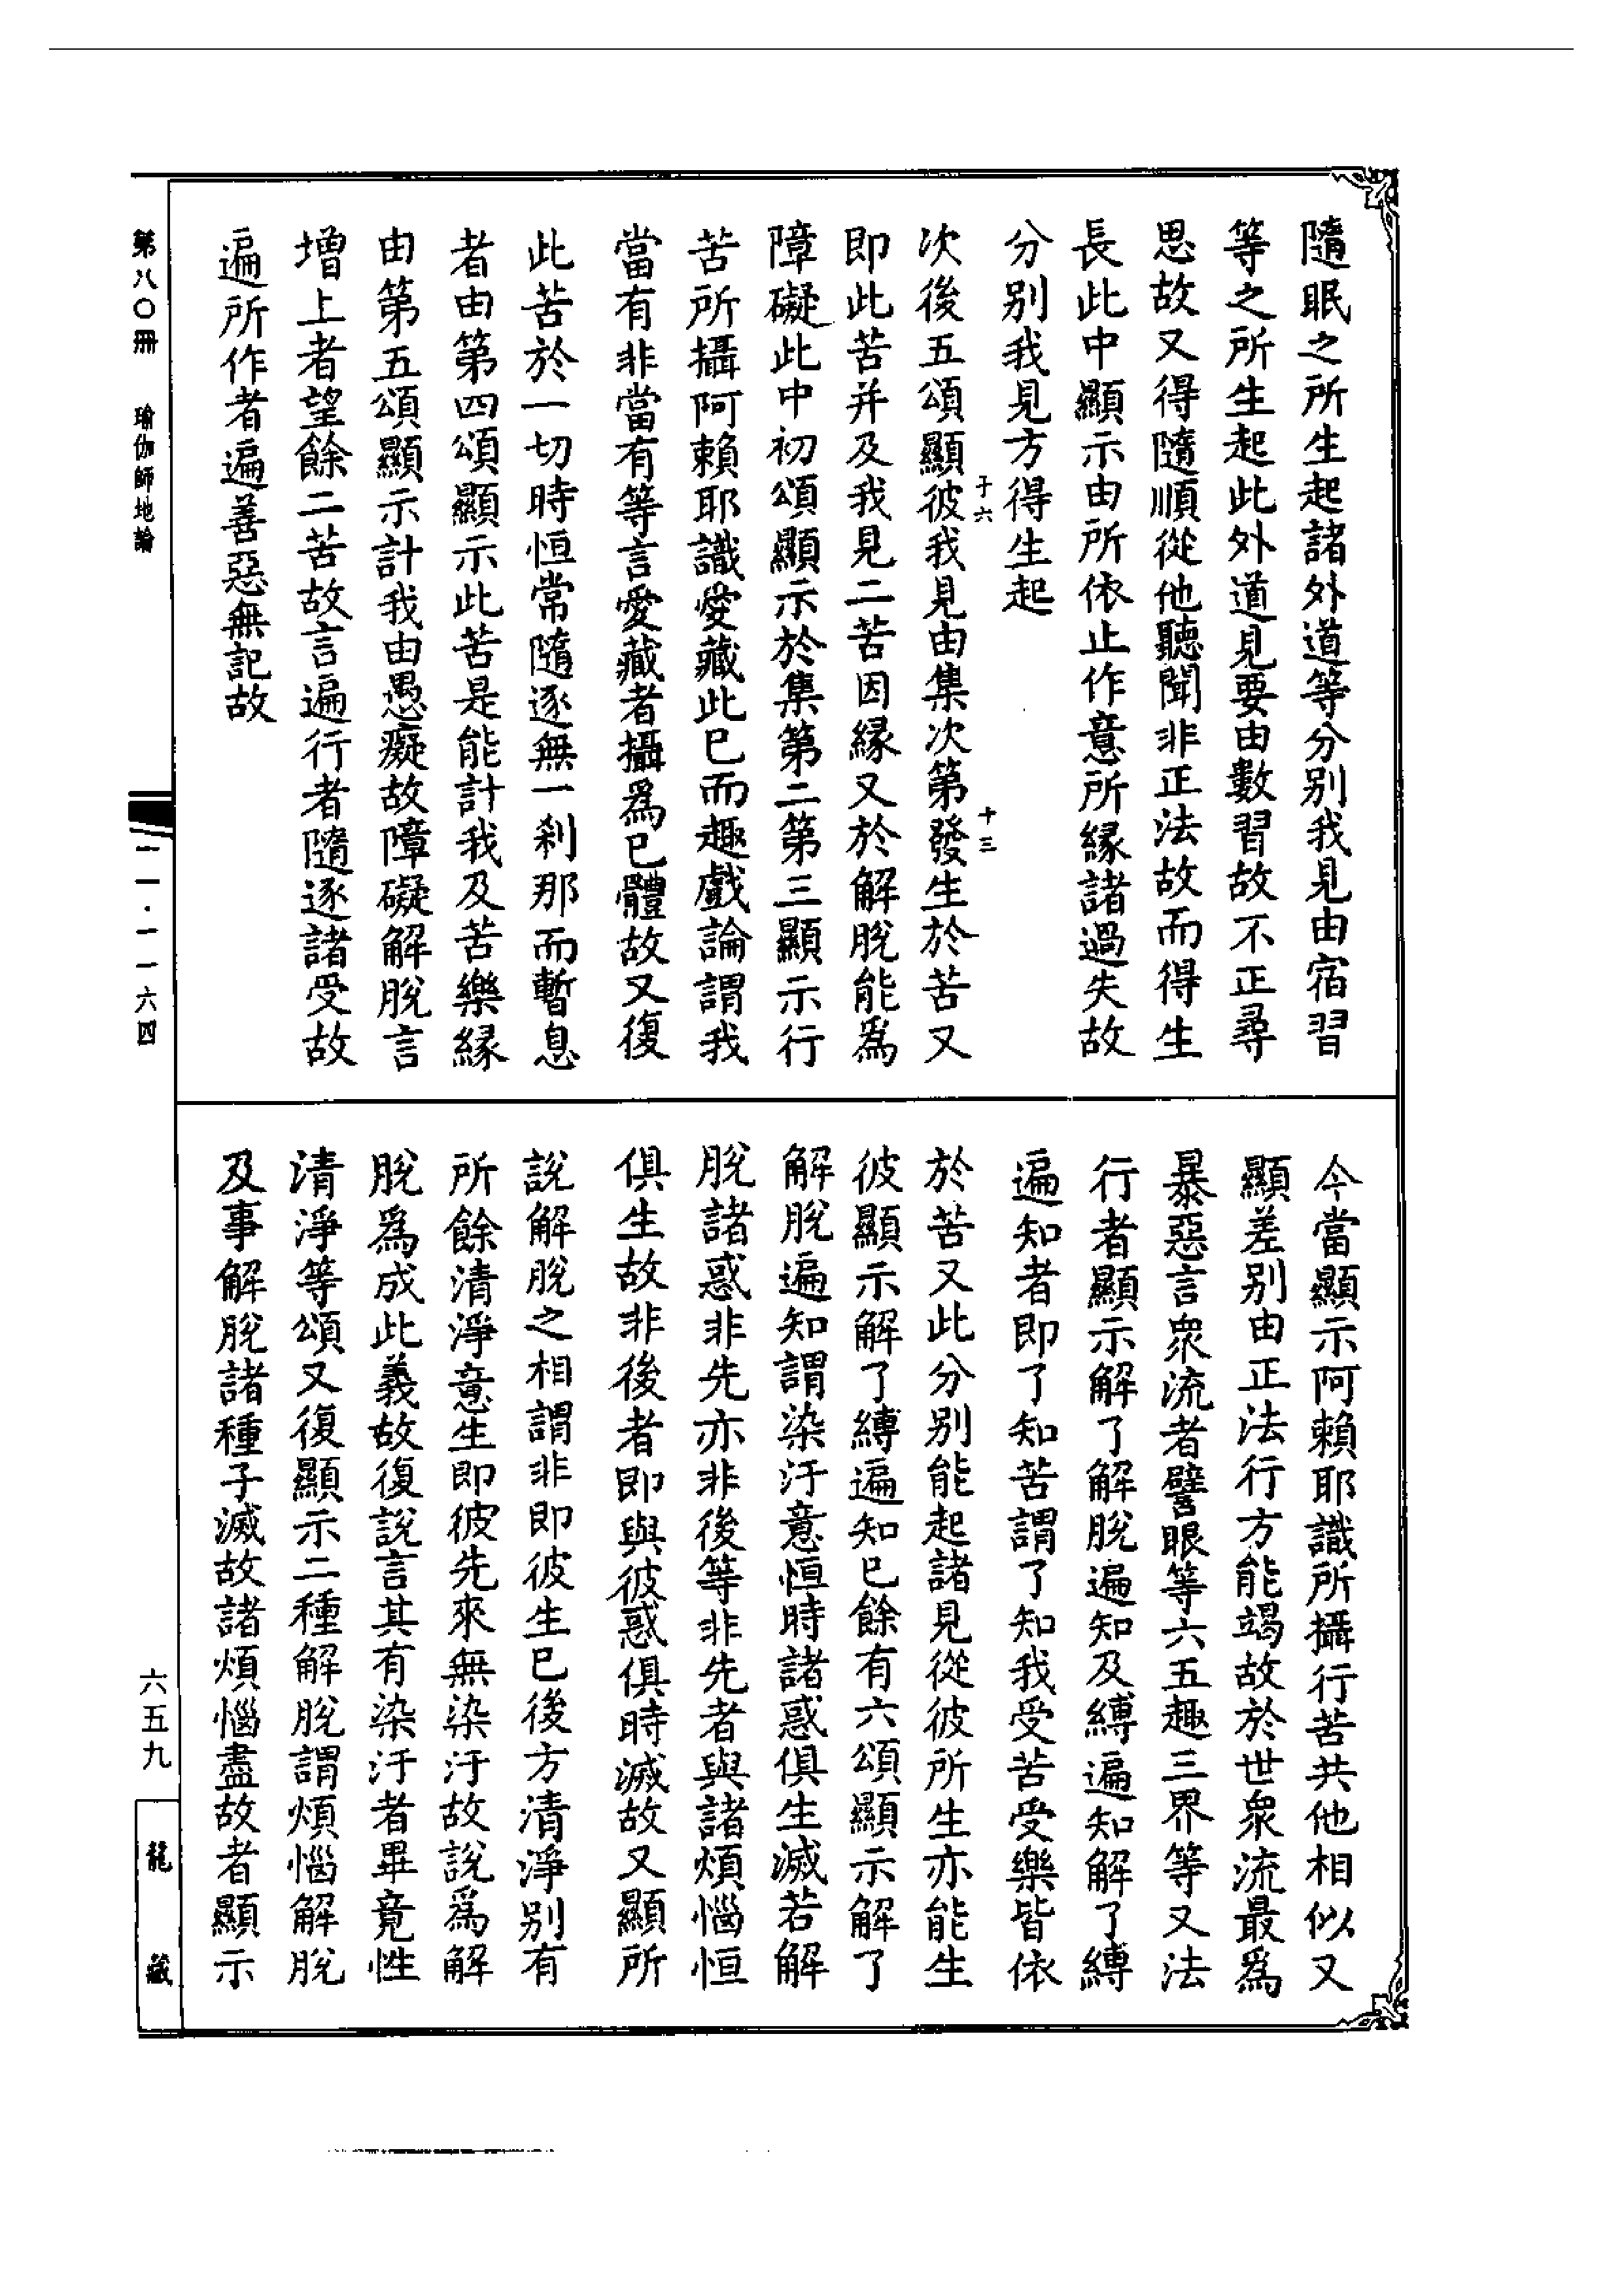 隨眠之所生起諸外道等分别我見由宿習
等之所生起此外道見要由數習故不正尋
思故又得隨順從他聽聞非正法故而得生
長此中顯示由所依止作意所縁諸過失故
分别我見方得生起
次後五頌顯彼我見由集次第發生於苦又
于六
十三
即此苦并及我見二苦因縁又於解脫能爲
障礙此中初頌顯示於集第二第三顯示行
苦所攝阿賴耶識愛藏此已而趣戲論謂我
當有非當有等言愛藏者攝爲已體故又復
此苦於一切時恒常隨逐無一刹那而暫息
者由第四頌顯示此苦是能計我及苦樂縁
由第五頌顯示計我由愚癡故障礙解脫言
增上者望餘二苦故言遍行者隨逐諸受故
遍所作者遍善惡無記故
今當顯示阿賴耶識所攝行苦共他相似又
顯差别由正法行方能竭故於世衆流最爲
暴惡言衆流者譬眼等六五趣三界等又法
行者顯示解了解脫遍知及縛遍知解了縛
遍知者即了知苦謂了知我受苦受樂皆依
於苦又此分别能起諸見從彼所生亦能生
彼顯示解了縛遍知已餘有六頌顯示解了
解脫遍知謂染汙意恒時諸惑俱生滅若解
脫諸惑非先亦非後等非先者與諸煩惱恒
俱生故非後者即與彼惑俱時滅故又顯所
說解脫之相謂非即彼生已後方清淨别有
所餘清淨意生即彼先來無染汙故說爲解
脫爲成此義故復說言其有染汙者畢竟性
清淨等頌又復顯示二種解脫謂煩惱解脫
及事解脫諸種子滅故諸煩惱盡故者顯示
第八〇冊 瑜伽師地論
一一·一一六四
六五九
龍藏